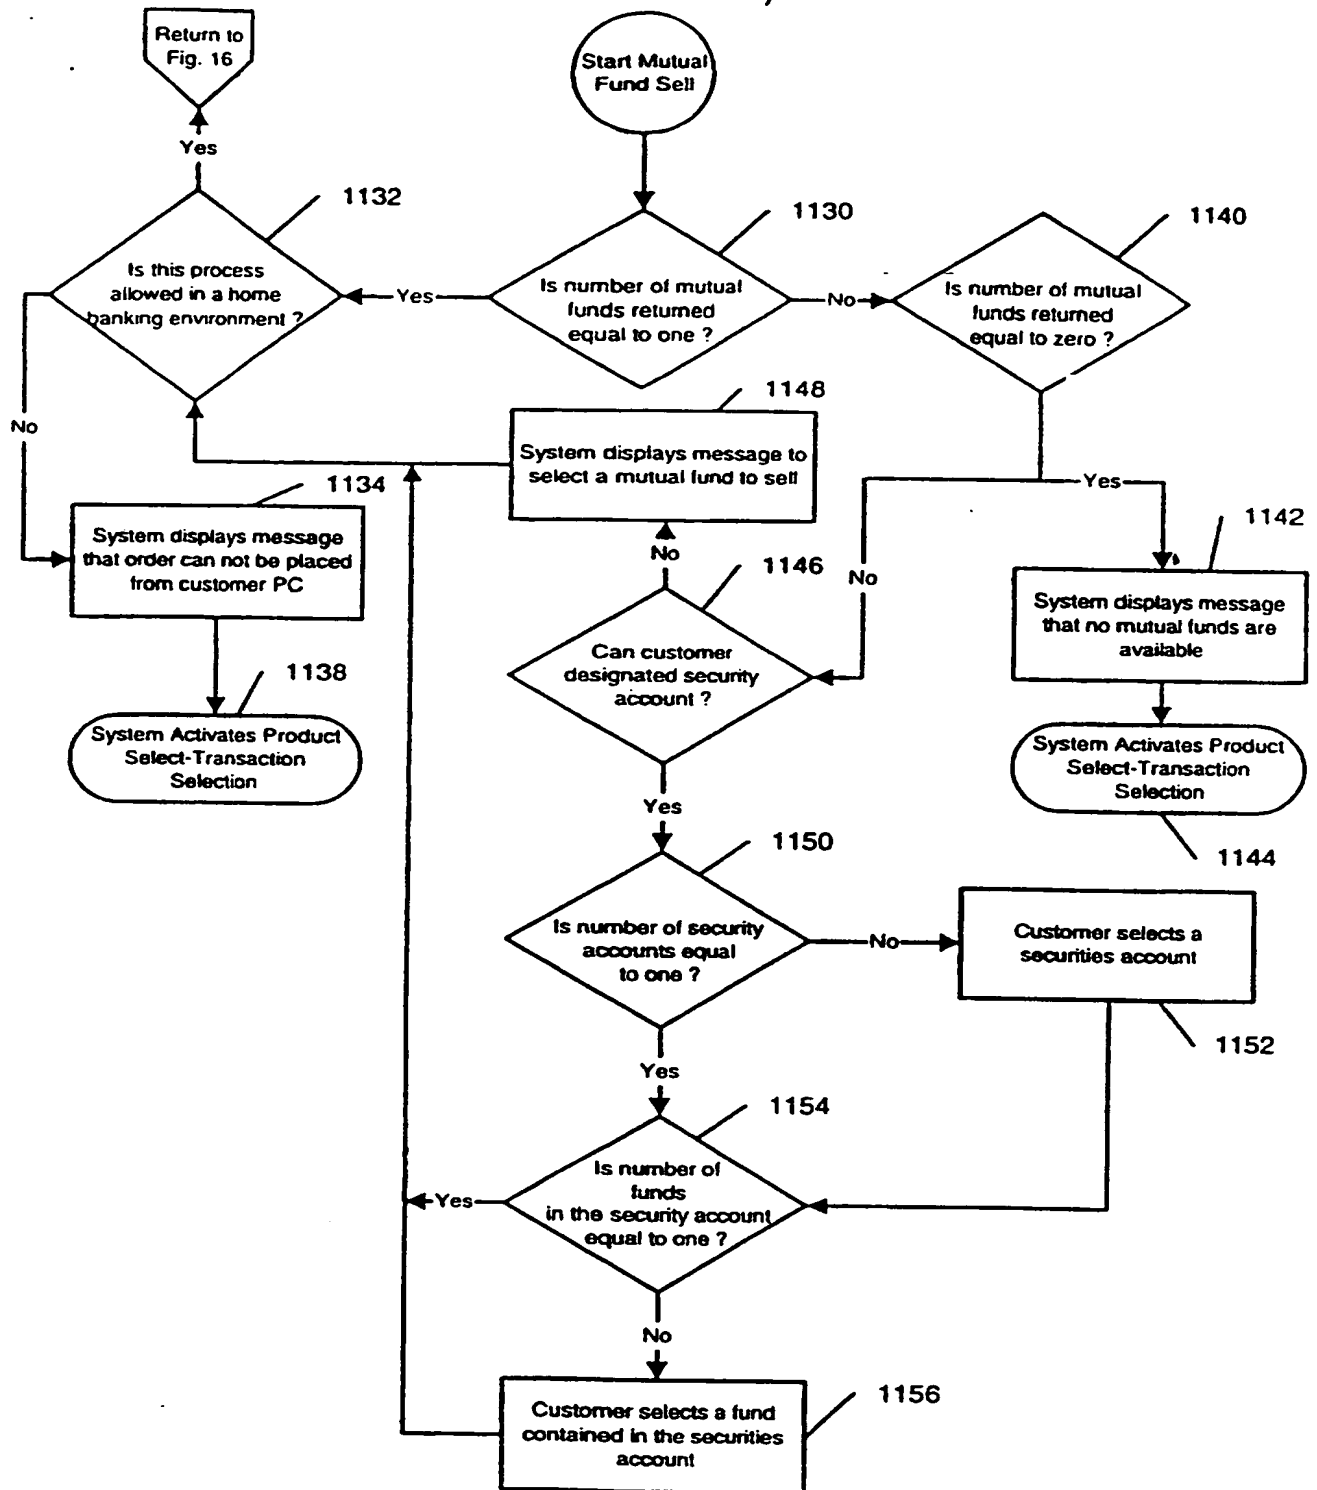 Return to
Fig. 16
Start Mutual
Fund Sell
Yes
1132
1130
1140
Is this process
allowed in a home
banking environment ?
Yes
Is number of mutual
funds returned
equal to one ?
No
Is number of mutual
funds returned
equal to zero ?
No
1148
System displays message to
select a mutual fund to sell
1134
System displays message
that order can not be placed
from customer PC
Yes
1142
No
1146
No
System displays message
that no mutual funds are
available
Can customer
designated security
account ?
1138
System Activates Product
Select-Transaction
Selection
System Activates Product
Select-Transaction
Selection
1144
Yes
1150
Is number of security
accounts equal
to one ?
No
Customer selects a
securities account
1152
Yes
1154
Is number of
funds
in the security account
equal to one ?
Yes
No
1156
Customer selects a fund
contained in the securities
account